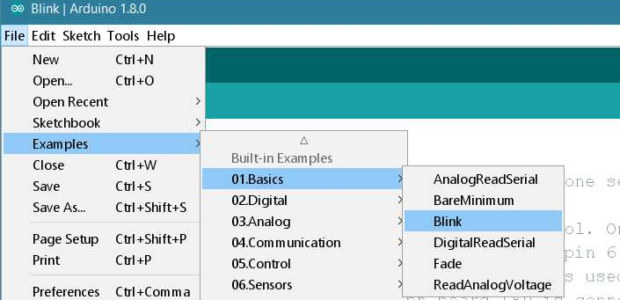 Blink | Arduino 1.8.0
File Edit Sketch Tools Help
New Ctrl+N
Open... Ctrl+O
Open Recent
Sketchbook
Examples
Close Ctrl+W
Save Ctrl+S
Save As... Ctrl+Shift+S
Page Setup Ctrl+Shift+P
Print Ctrl+P
Preferences Ctrl+Comma
Built-in Examples
01.Basics
02.Digital
03.Analog
04.Communication
05.Control
06.Sensors
AnalogReadSerial
BareMinimum
Blink
DigitalReadSerial
Fade
ReadAnalogVoltage
one se
ol. On
pin 6
s used